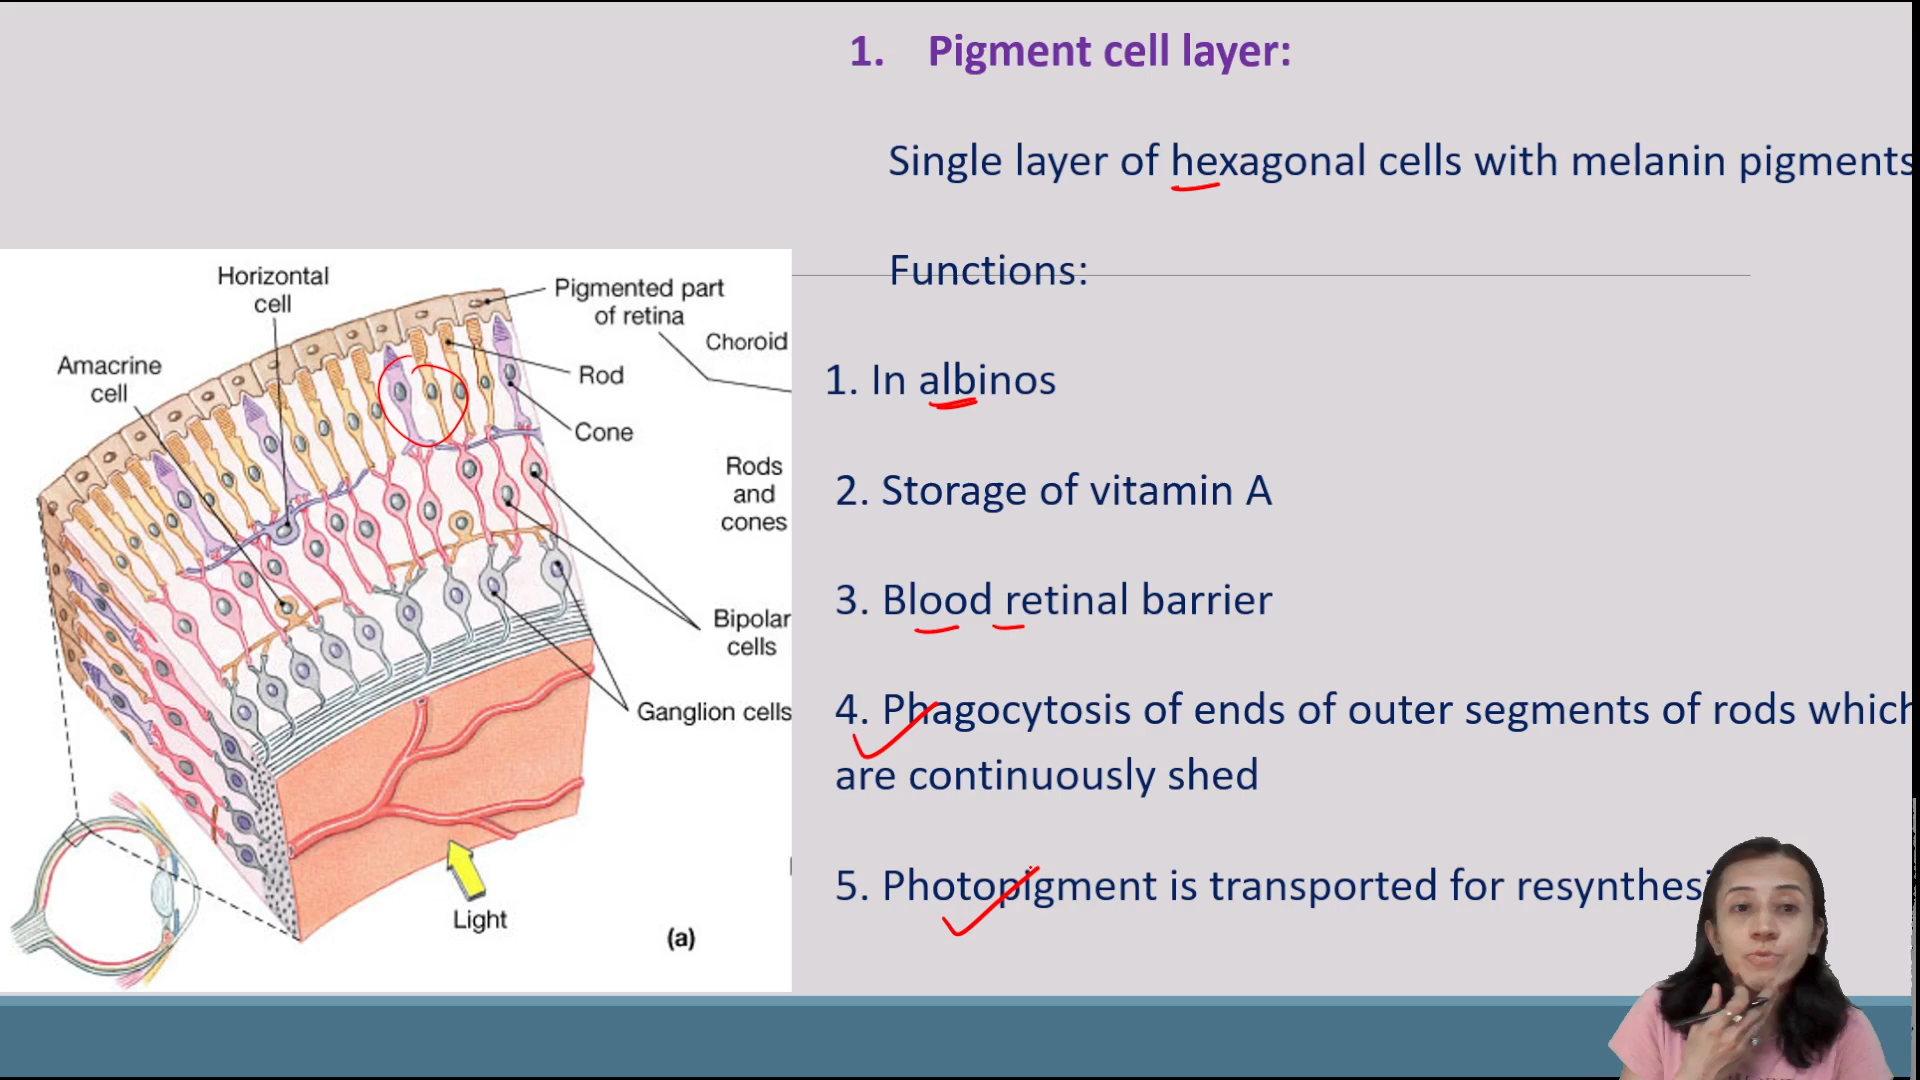 1. Pigment cell layer:
Single layer of hexagonal cells with melanin pigments
Functions:
1. In albinos
2. Storage of vitamin A
3. Blood retinal barrier
4. Phagocytosis of ends of outer segments of rods which
are continuously shed
5. Photopigment is transported for resynthesi
Horizontal
cell
Pigmented part
of retina
Choroid
Amacrine
cell
Rod
Cone
Rods
and
cones
Bipolar
cells
Ganglion cells
Light
(a)